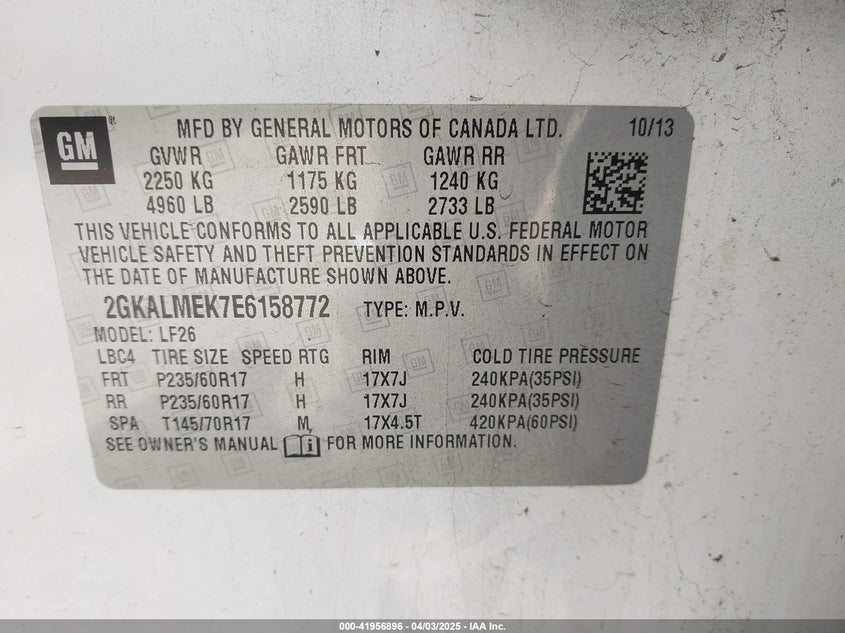 GM ® MFD BY GENERAL MOTORS OF CANADA LTD. 10/13
GVWR GAWR FRT GAWR RR
2250 KG 1175 KG 1240 KG
4960 LB 2590 LB 2733 LB
THIS VEHICLE CONFORMS TO ALL APPLICABLE U.S. FEDERAL MOTOR
VEHICLE SAFETY AND THEFT PREVENTION STANDARDS IN EFFECT ON
THE DATE OF MANUFACTURE SHOWN ABOVE.
2GKALMEK7E6158772 TYPE: M.P.V.
MODEL: LF26
LBC4 TIRE SIZE SPEED RTG RIM COLD TIRE PRESSURE
FRT P235/60R17 H 17X7J 240KPA(35PSI)
RR P235/60R17 H 17X7J 240KPA(35PSI)
SPA T145/70R17 M 17X4.5T 420KPA(60PSI)
SEE OWNER'S MANUAL i FOR MORE INFORMATION.
000-41956896 - 04/03/2025 - IAA Inc.